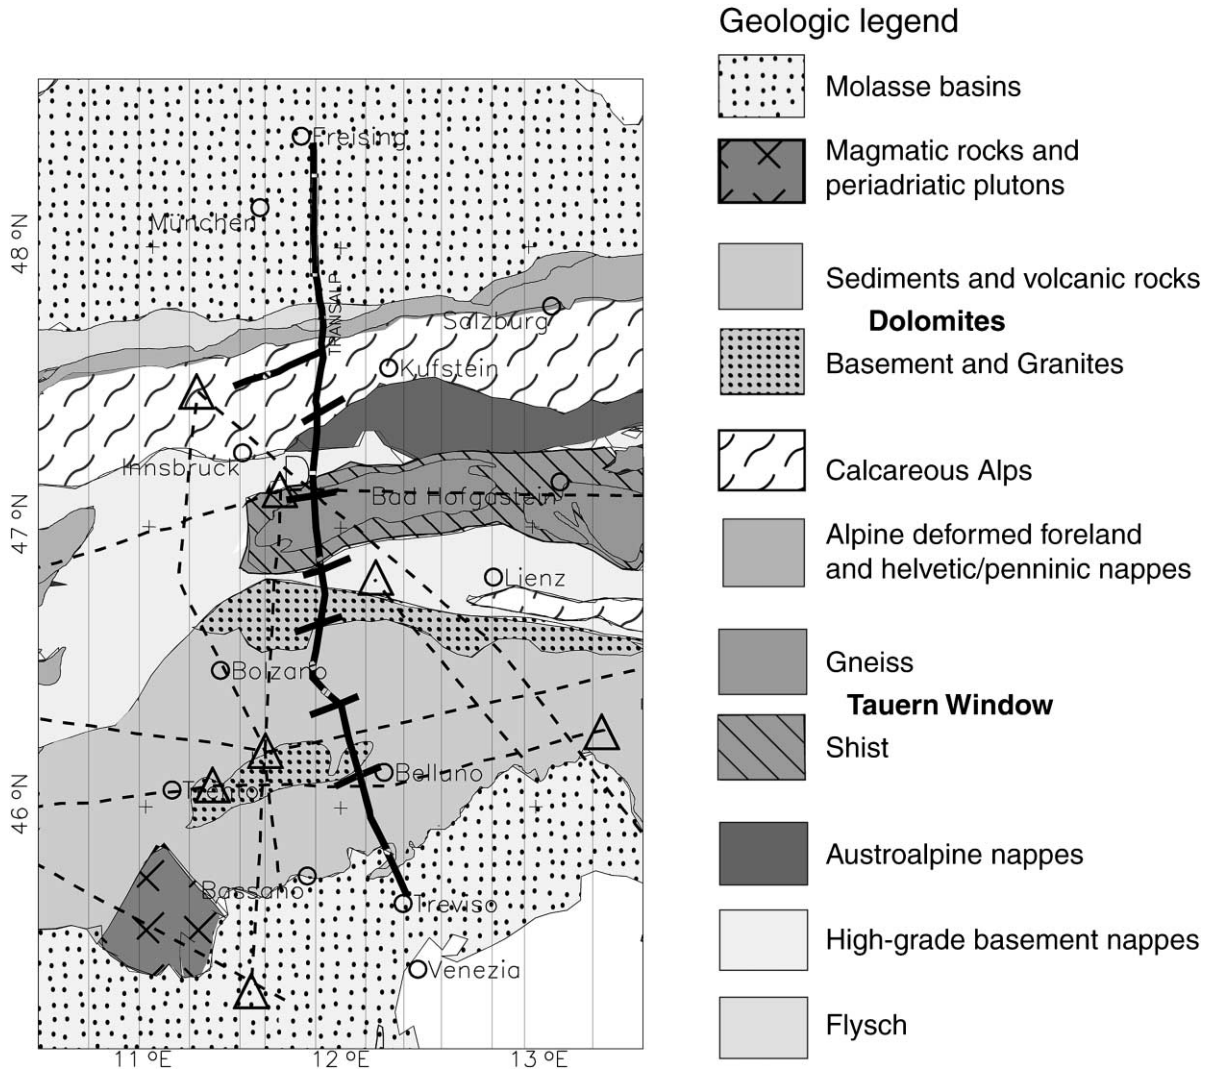 Geologic legend
Molasse basins
Magmatic rocks and
periadriatic plutons
Sediments and volcanic rocks
Dolomites
Basement and Granites
Calcareous Alps
Alpine deformed foreland
and helvetic/penninic nappes
Gneiss
Tauern Window
Shist
Austroalpine nappes
High-grade basement nappes
Flysch
Freising
München
48 °N
TRANSALP
Salzburg
Kufstein
Innsbruck
Bad Hofgastein
47 °N
Lienz
Bolzano
Belluno
Trento
46 °N
Bassano
Treviso
Venezia
11 °E
12 °E
13 °E